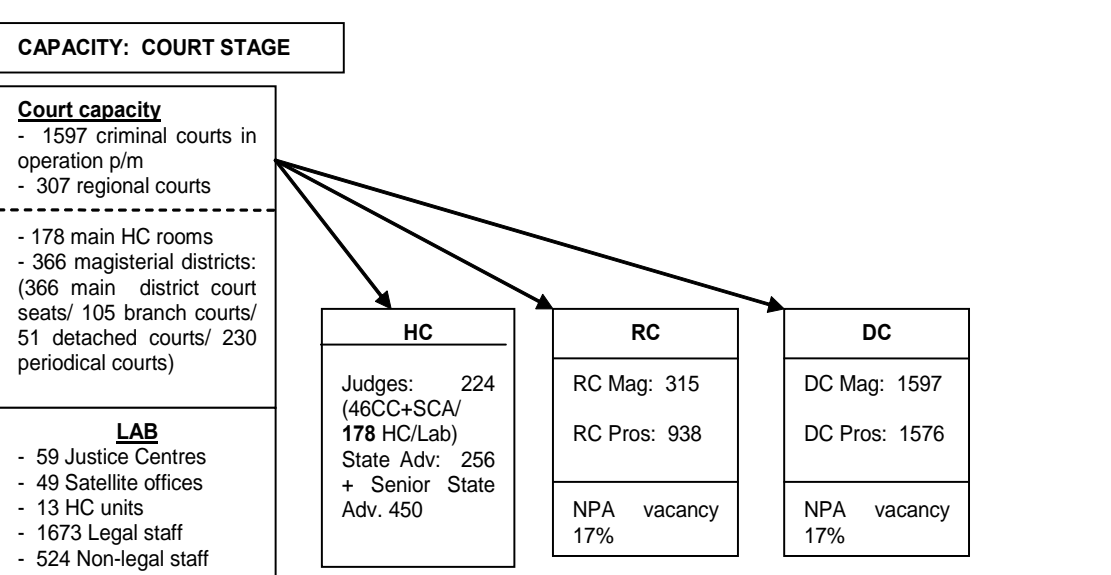 CAPACITY: COURT STAGE
Court capacity
- 1597 criminal courts in
operation p/m
- 307 regional courts
- 178 main HC rooms
- 366 magisterial districts:
(366 main district court
seats/ 105 branch courts/
51 detached courts/ 230
periodical courts)
LAB
- 59 Justice Centres
- 49 Satellite offices
- 13 HC units
- 1673 Legal staff
- 524 Non-legal staff
HC
Judges: 224
(46CC+SCA/
178 HC/Lab)
State Adv: 256
+ Senior State
Adv. 450
RC
RC Mag: 315
RC Pros: 938
NPA vacancy
17%
DC
DC Mag: 1597
DC Pros: 1576
NPA vacancy
17%